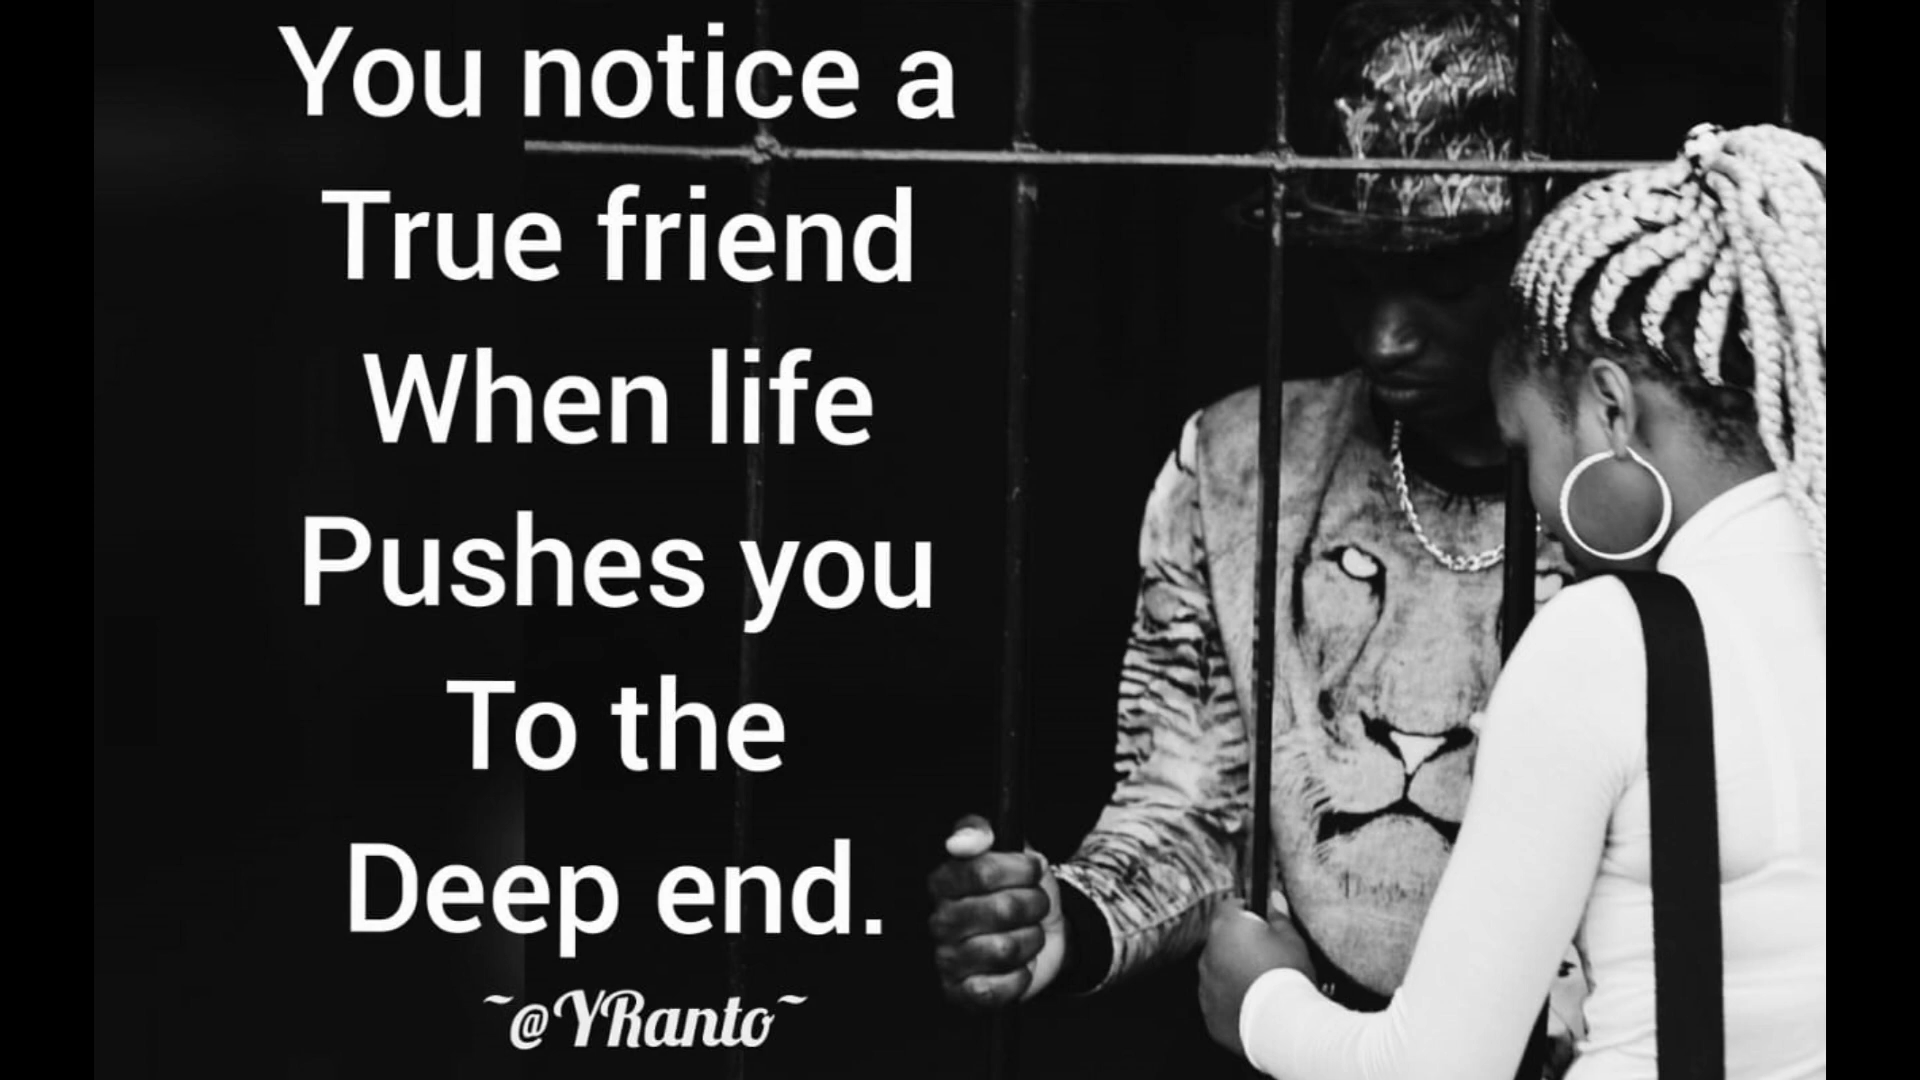 You notice a
True friend
When life
Pushes you
To the
Deep end.
~@YRanto~